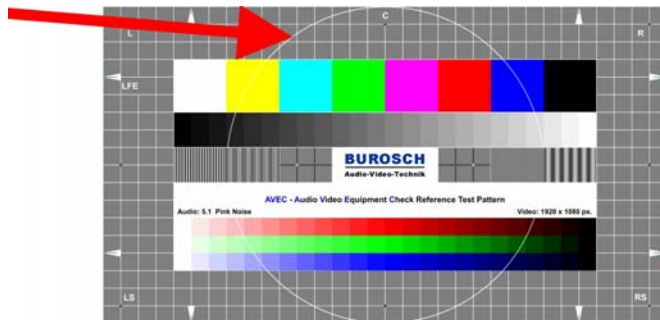 C
L
R
LFE
BUROSCH
Audio-Video-Technik
AVEC - Audio Video Equipment Check Reference Test Pattern
Audio: 5.1 Pink Noise
Video: 1920 x 1080 px.
LS
RS